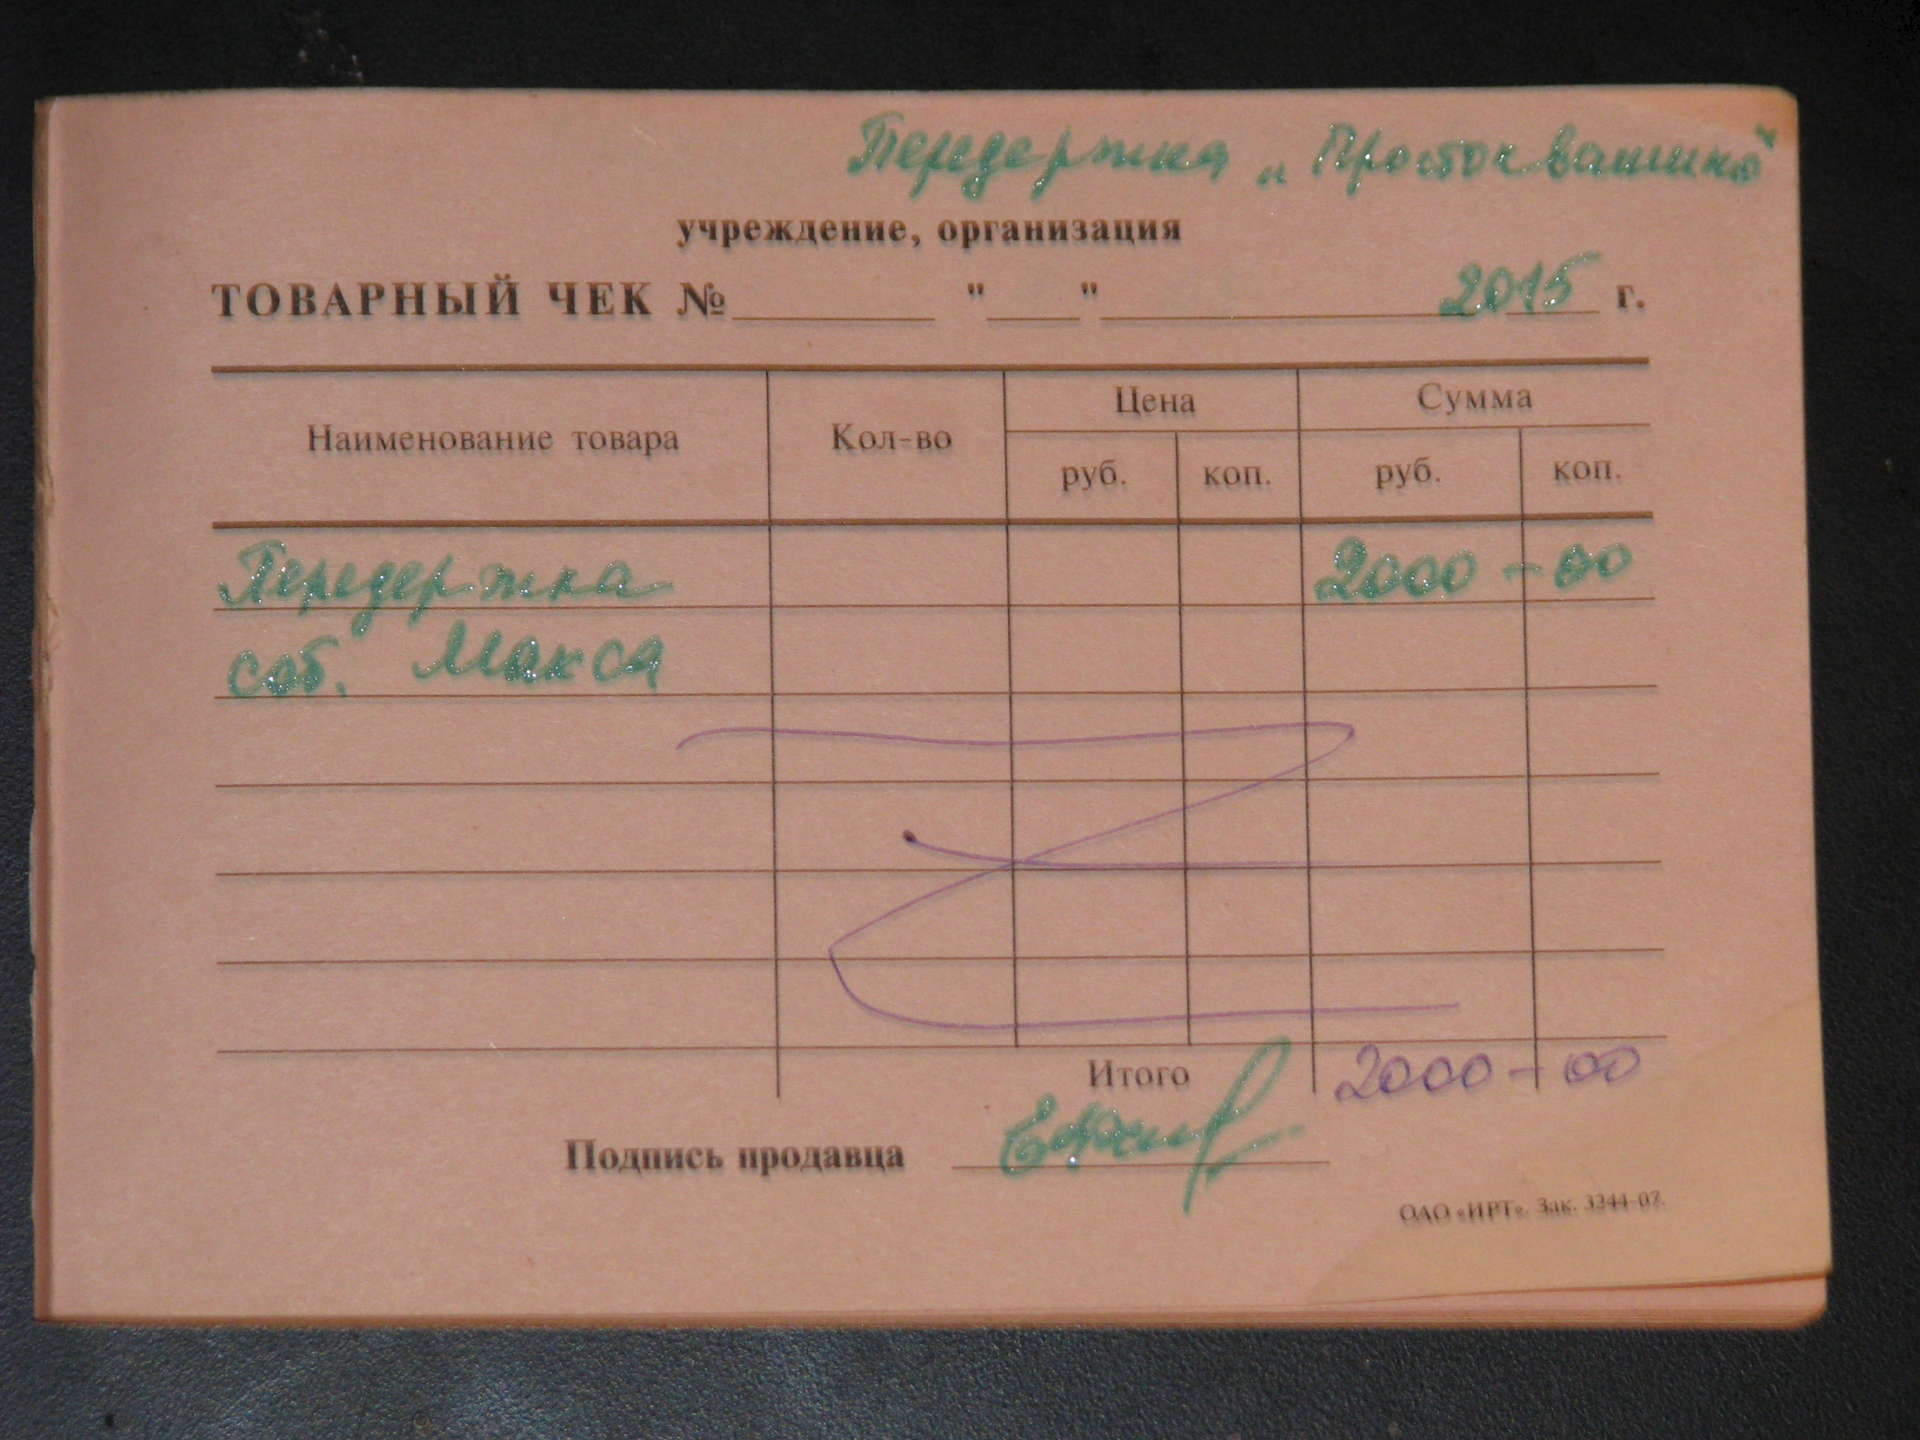 Передержка „Простоквашино"
учреждение, организация
ТОВАРНЫЙ ЧЕК № " " 2015 г.
Наименование товара Кол-во Цена Сумма
руб. коп. руб. коп.
Передержка 2000-00
соб. Макса
Итого 2000-00
Подпись продавца
ОАО «ИРТ». Зак. 3244-07.